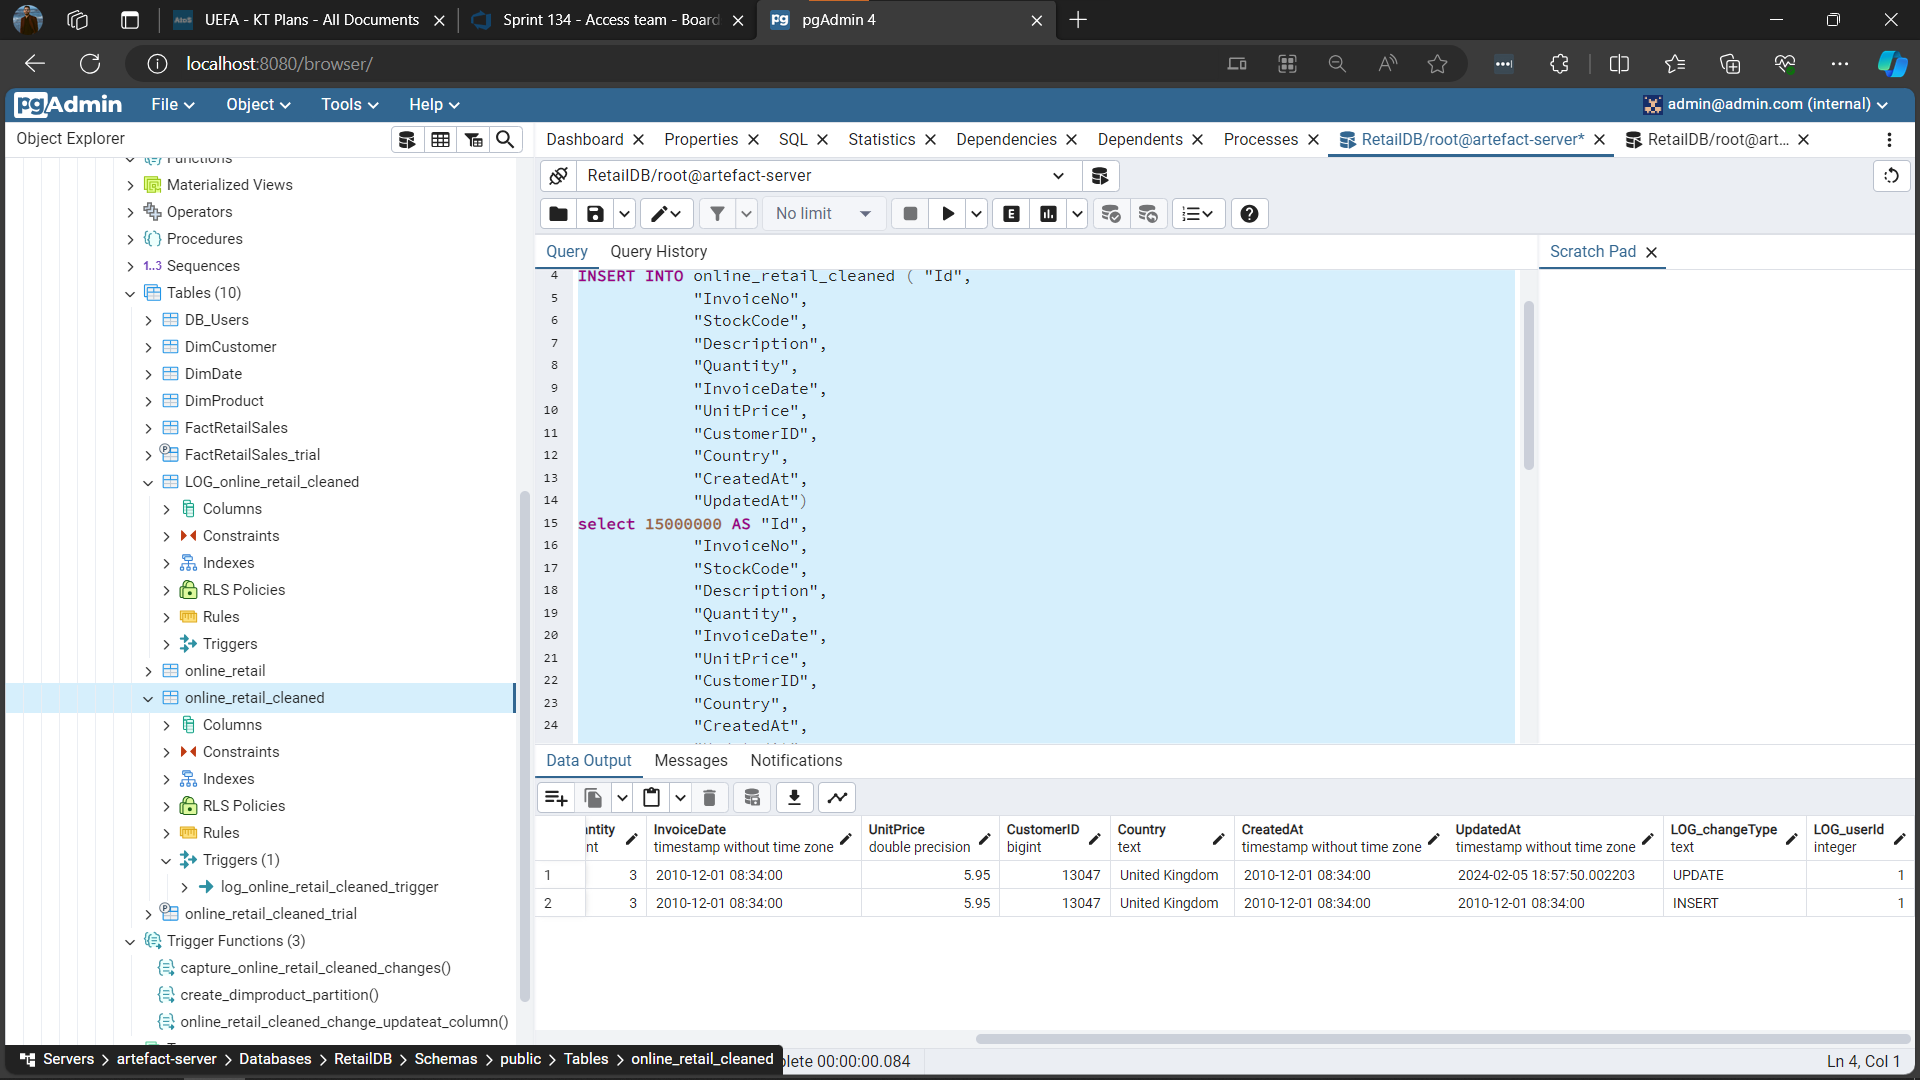 UEFA - KT Plans - All Documents
Sprint 134 - Access team - Board
pgAdmin 4
localhost:8080/browser/
pgAdmin File Object Tools Help admin@admin.com (internal)
Object Explorer
Dashboard Properties SQL Statistics Dependencies Dependents Processes RetailDB/root@artefact-server* RetailDB/root@art...
RetailDB/root@artefact-server
No limit
Query Query History
Scratch Pad
Functions
Materialized Views
Operators
Procedures
1..3 Sequences
Tables (10)
DB_Users
DimCustomer
DimDate
DimProduct
FactRetailSales
FactRetailSales_trial
LOG_online_retail_cleaned
Columns
Constraints
Indexes
RLS Policies
Rules
Triggers
online_retail
online_retail_cleaned
Columns
Constraints
Indexes
RLS Policies
Rules
Triggers (1)
log_online_retail_cleaned_trigger
online_retail_cleaned_trial
Trigger Functions (3)
capture_online_retail_cleaned_changes()
create_dimproduct_partition()
online_retail_cleaned_change_updateat_column()
4 INSERT INTO online_retail_cleaned ( "Id",
5 "InvoiceNo",
6 "StockCode",
7 "Description",
8 "Quantity",
9 "InvoiceDate",
10 "UnitPrice",
11 "CustomerID",
12 "Country",
13 "CreatedAt",
14 "UpdatedAt")
15 select 15000000 AS "Id",
16 "InvoiceNo",
17 "StockCode",
18 "Description",
19 "Quantity",
20 "InvoiceDate",
21 "UnitPrice",
22 "CustomerID",
23 "Country",
24 "CreatedAt",
Data Output Messages Notifications
ntity InvoiceDate UnitPrice CustomerID Country CreatedAt UpdatedAt LOG_changeType LOG_userId
nt timestamp without time zone double precision bigint text timestamp without time zone timestamp without time zone text integer
1 3 2010-12-01 08:34:00 5.95 13047 United Kingdom 2010-12-01 08:34:00 2024-02-05 18:57:50.002203 UPDATE 1
2 3 2010-12-01 08:34:00 5.95 13047 United Kingdom 2010-12-01 08:34:00 2010-12-01 08:34:00 INSERT 1
Servers > artefact-server > Databases > RetailDB > Schemas > public > Tables > online_retail_cleaned
lete 00:00:00.084
Ln 4, Col 1